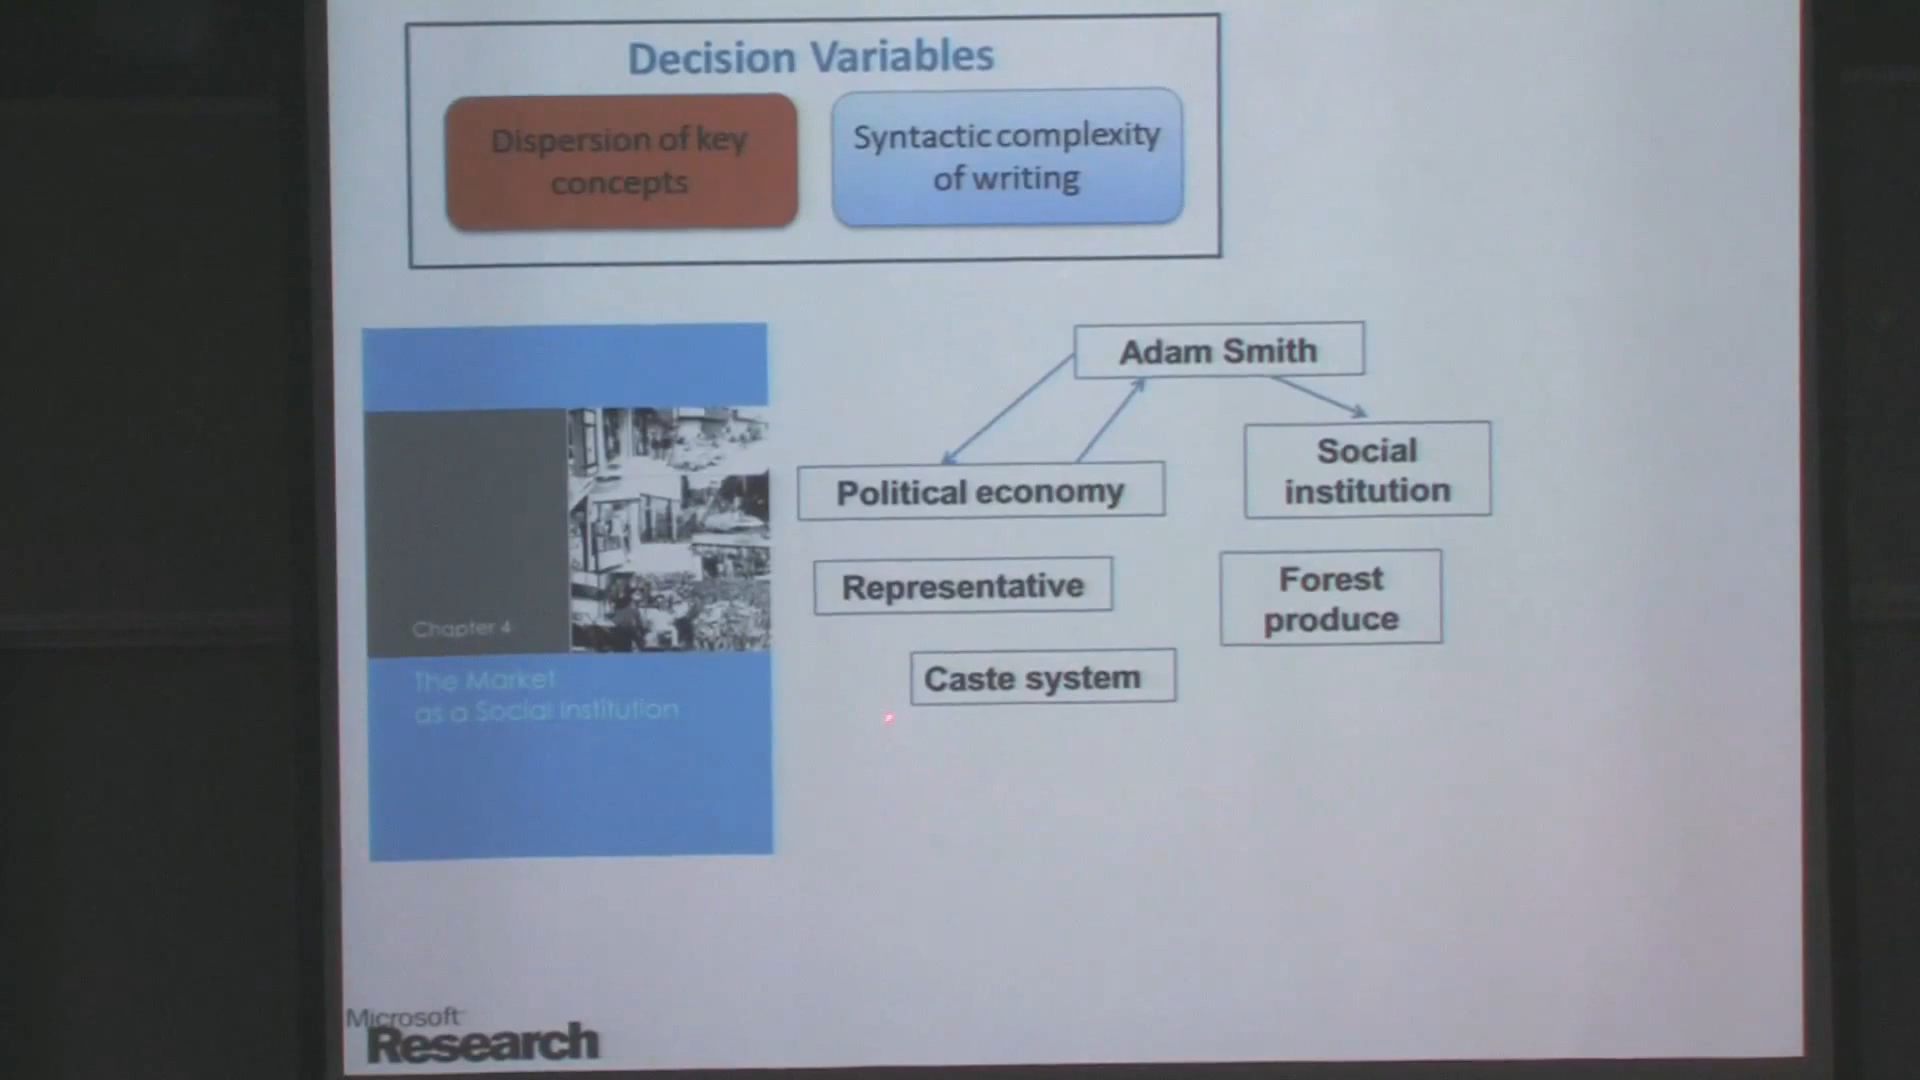 Decision Variables
Dispersion of key
concepts
Syntactic complexity
of writing
Adam Smith
Political economy
Social
institution
Representative
Forest
produce
Caste system
Chapter 4
The Market
as a Social Institution
Microsoft
Research